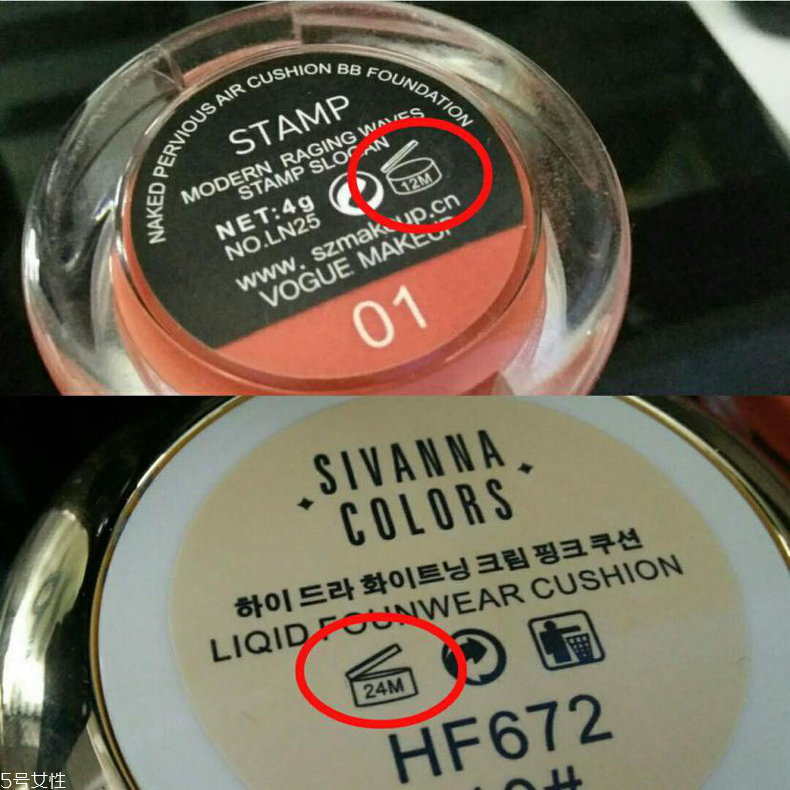 NAKED PERVIOUS AIR CUSHION BB FOUNDATION
STAMP
MODERN RAGING WAVES
STAMP SLOGAN
12M
NET:4g
NO.LN25
www.szmakeup.cn
VOGUE MAKEUP
01
SIVANNA
COLORS
하이 드라 화이트닝 크림 핑크 쿠션
LIQID FOUNWEAR CUSHION
24M
HF672
5号女性